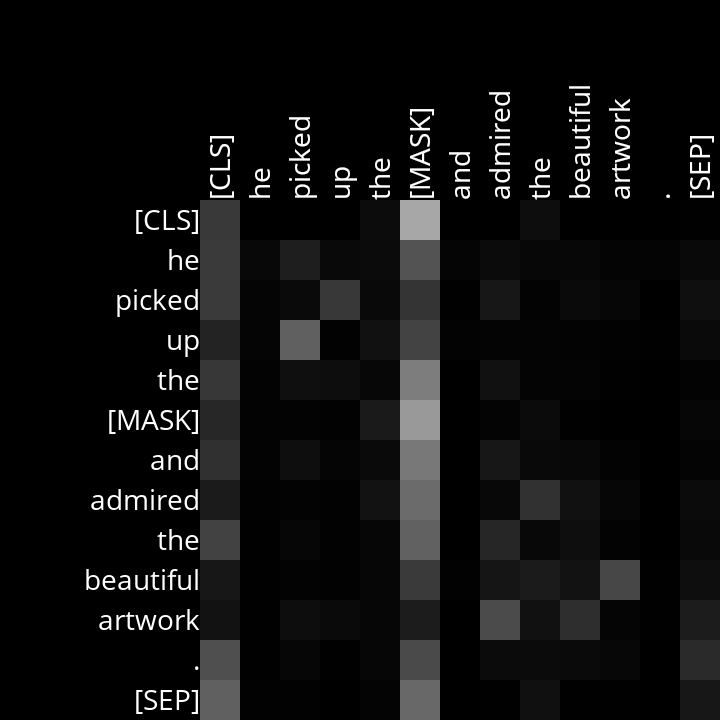 [CLS] he picked up the [MASK] and admired the beautiful artwork . [SEP]
[CLS]
he
picked
up
the
[MASK]
and
admired
the
beautiful
artwork
.
[SEP]